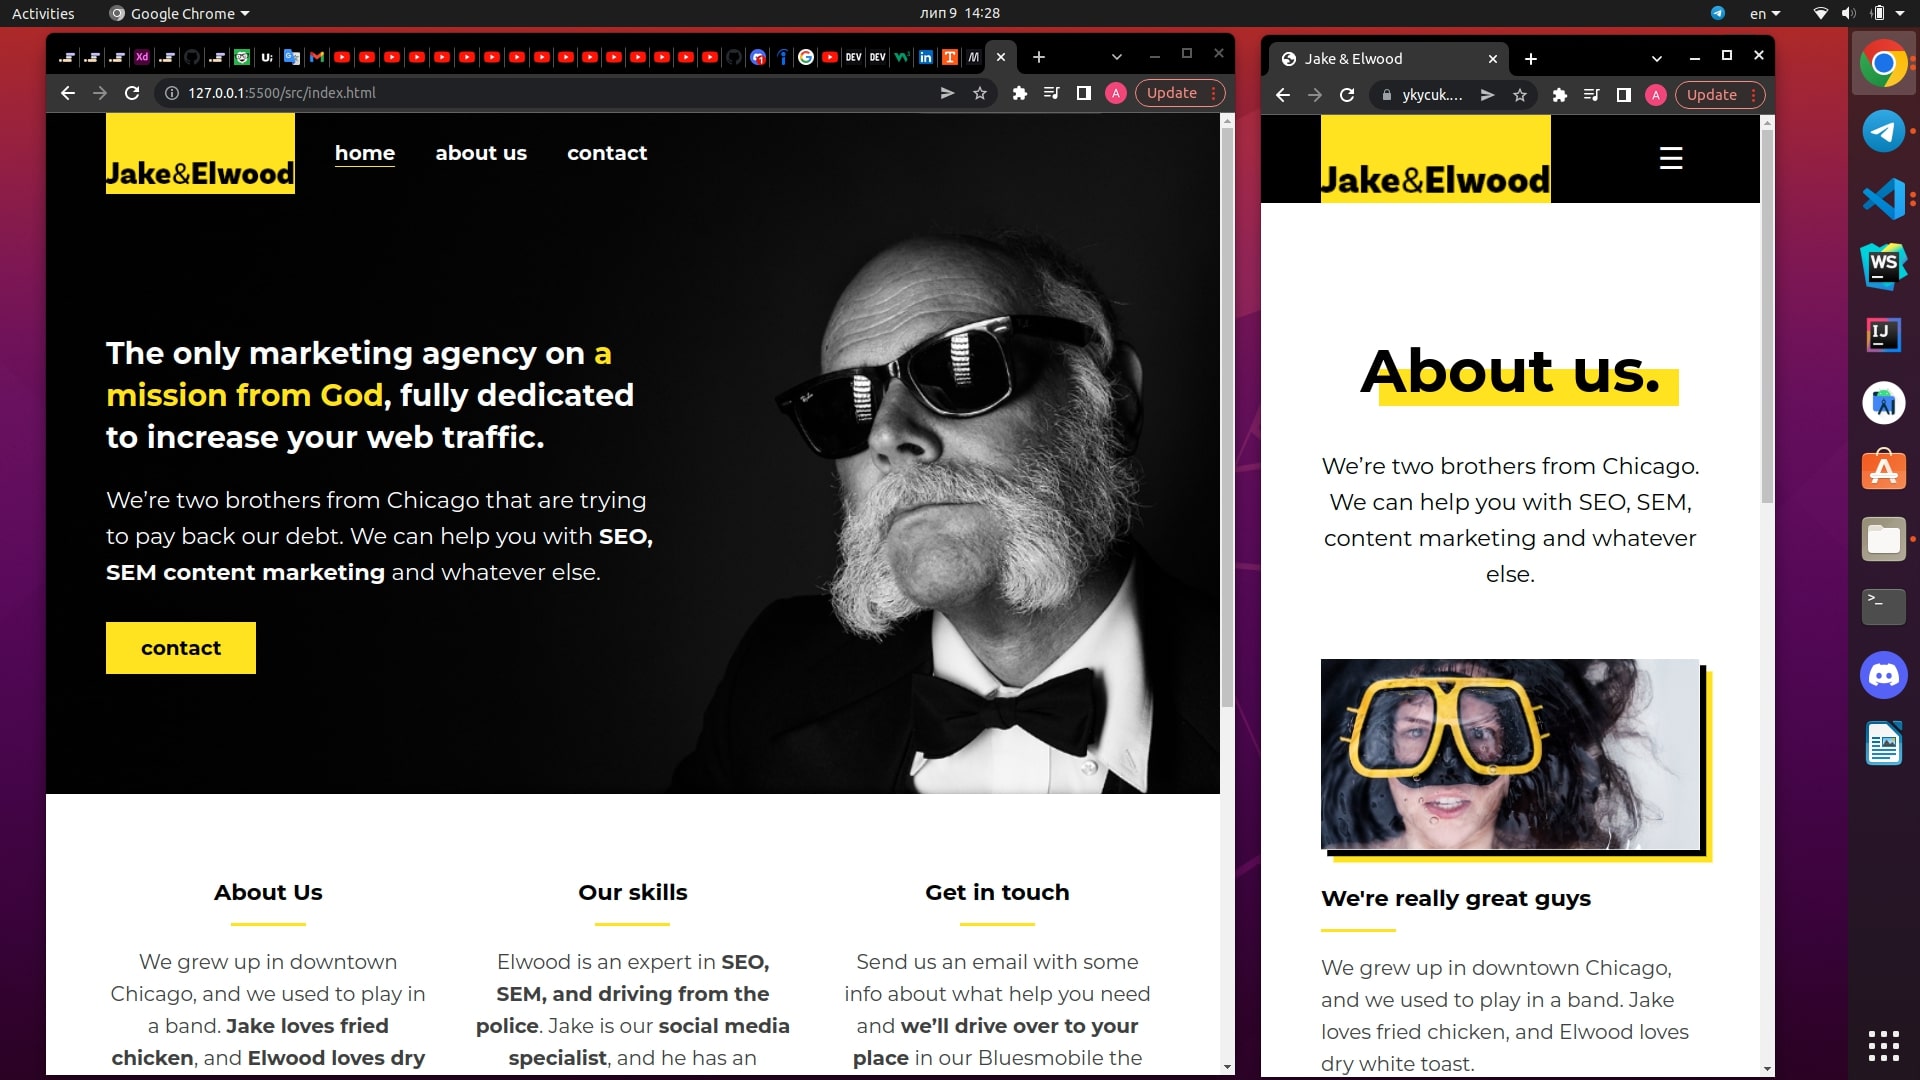 Activities
Google Chrome
лип 9 14:28
en
Xd
U;
DEV
DEV
in
T
M
127.0.0.1:5500/src/index.html
A
Update
Jake&Elwood
home
about us
contact
The only marketing agency on a
mission from God, fully dedicated
to increase your web traffic.
We’re two brothers from Chicago that are trying
to pay back our debt. We can help you with SEO,
SEM content marketing and whatever else.
contact
Ray-Ban
About Us
We grew up in downtown
Chicago, and we used to play in
a band. Jake loves fried
chicken, and Elwood loves dry
Our skills
Elwood is an expert in SEO,
SEM, and driving from the
police. Jake is our social media
specialist, and he has an
Get in touch
Send us an email with some
info about what help you need
and we’ll drive over to your
place in our Bluesmobile the
Jake & Elwood
ykycuk....
A
Update
Jake&Elwood
About us.
We’re two brothers from Chicago.
We can help you with SEO, SEM,
content marketing and whatever
else.
We're really great guys
We grew up in downtown Chicago,
and we used to play in a band. Jake
loves fried chicken, and Elwood loves
dry white toast.
WS
IJ
>_